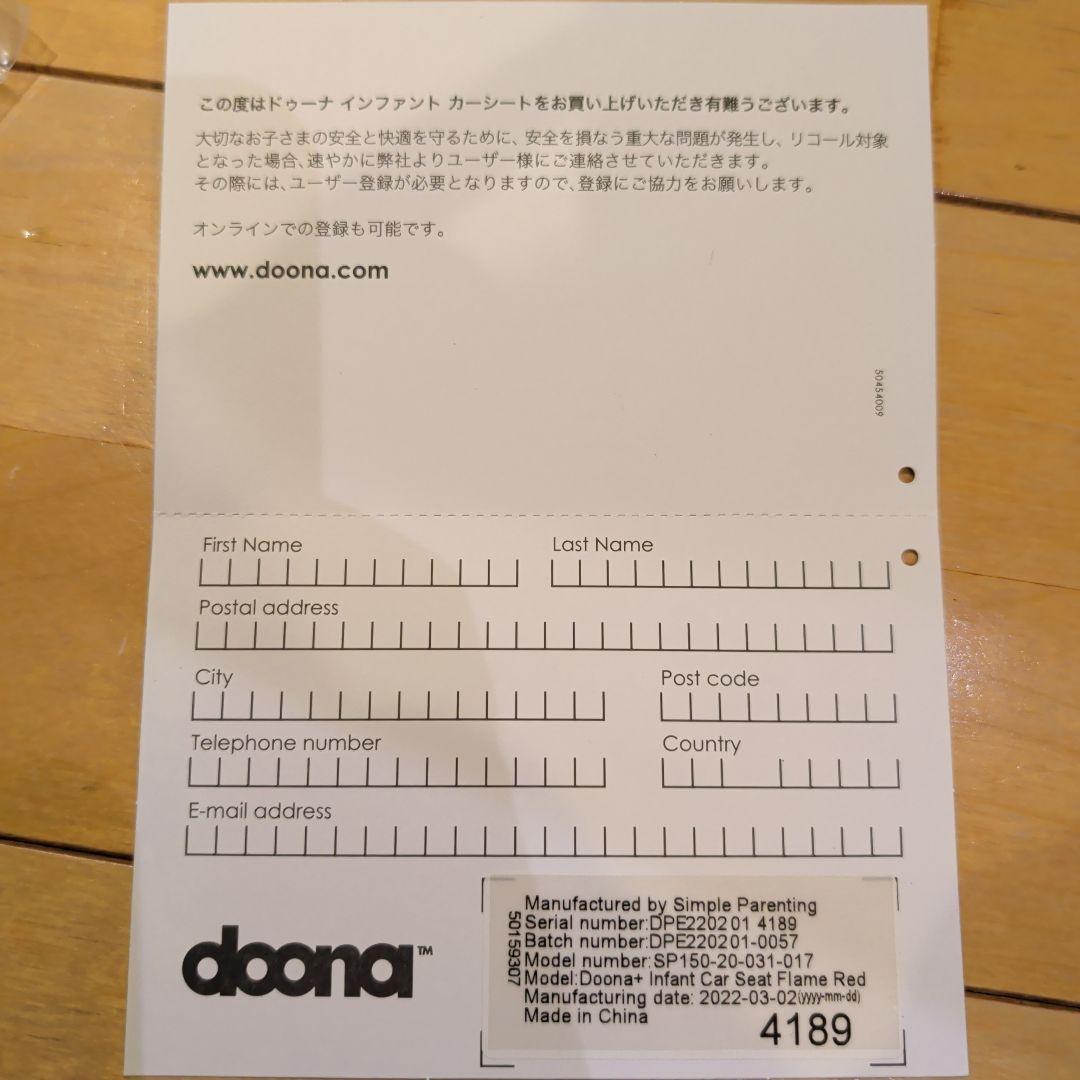 この度はドゥーナ インファント カーシートをお買い上げいただき有難うございます。
大切なお子さまの安全と快適を守るために、安全を損なう重大な問題が発生し、リコール対象
となった場合、速やかに弊社よりユーザー様にご連絡させていただきます。
その際には、ユーザー登録が必要となりますので、登録にご協力をお願いします。
オンラインでの登録も可能です。
www.doona.com
50454009
First Name
Last Name
Postal address
City
Post code
Telephone number
Country
E-mail address
doona™
50159307
Manufactured by Simple Parenting
Serial number:DPE220201 4189
Batch number:DPE220201-0057
Model number:SP150-20-031-017
Model:Doona+ Infant Car Seat Flame Red
Manufacturing date: 2022-03-02(yyyy-mm-dd)
Made in China
4189